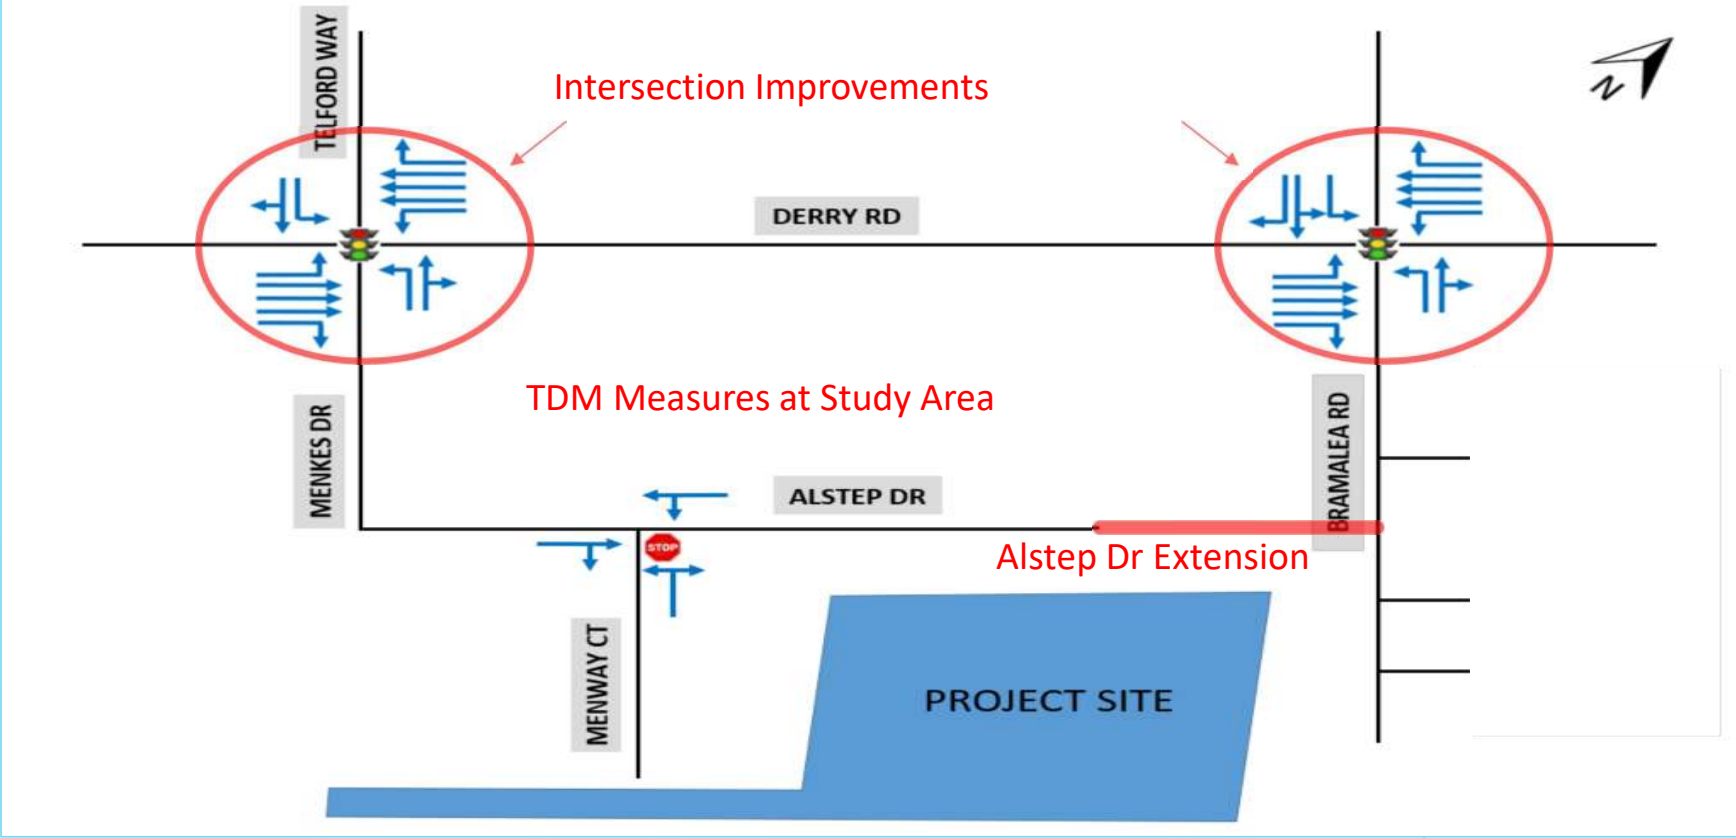 TELFORD WAY
Intersection Improvements
N
DERRY RD
TDM Measures at Study Area
MENKES DR
BRAMALEA RD
ALSTEP DR
STOP
Alstep Dr Extension
MENWAY CT
PROJECT SITE